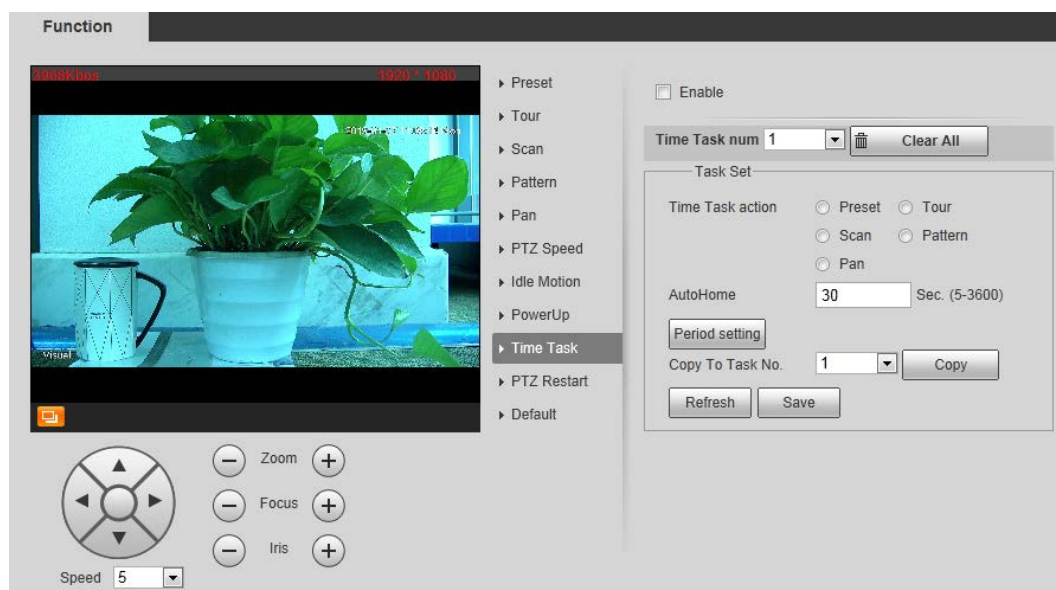 Function
3968Kbps
1920 * 1080
Visuel
Preset
Tour
Scan
Pattern
Pan
PTZ Speed
Idle Motion
PowerUp
Time Task
PTZ Restart
Default
Enable
Time Task num 1 Clear All
Task Set
Time Task action Preset Tour
Scan Pattern
Pan
AutoHome 30 Sec. (5-3600)
Period setting
Copy To Task No. 1 Copy
Refresh Save
Zoom
Focus
Iris
Speed 5